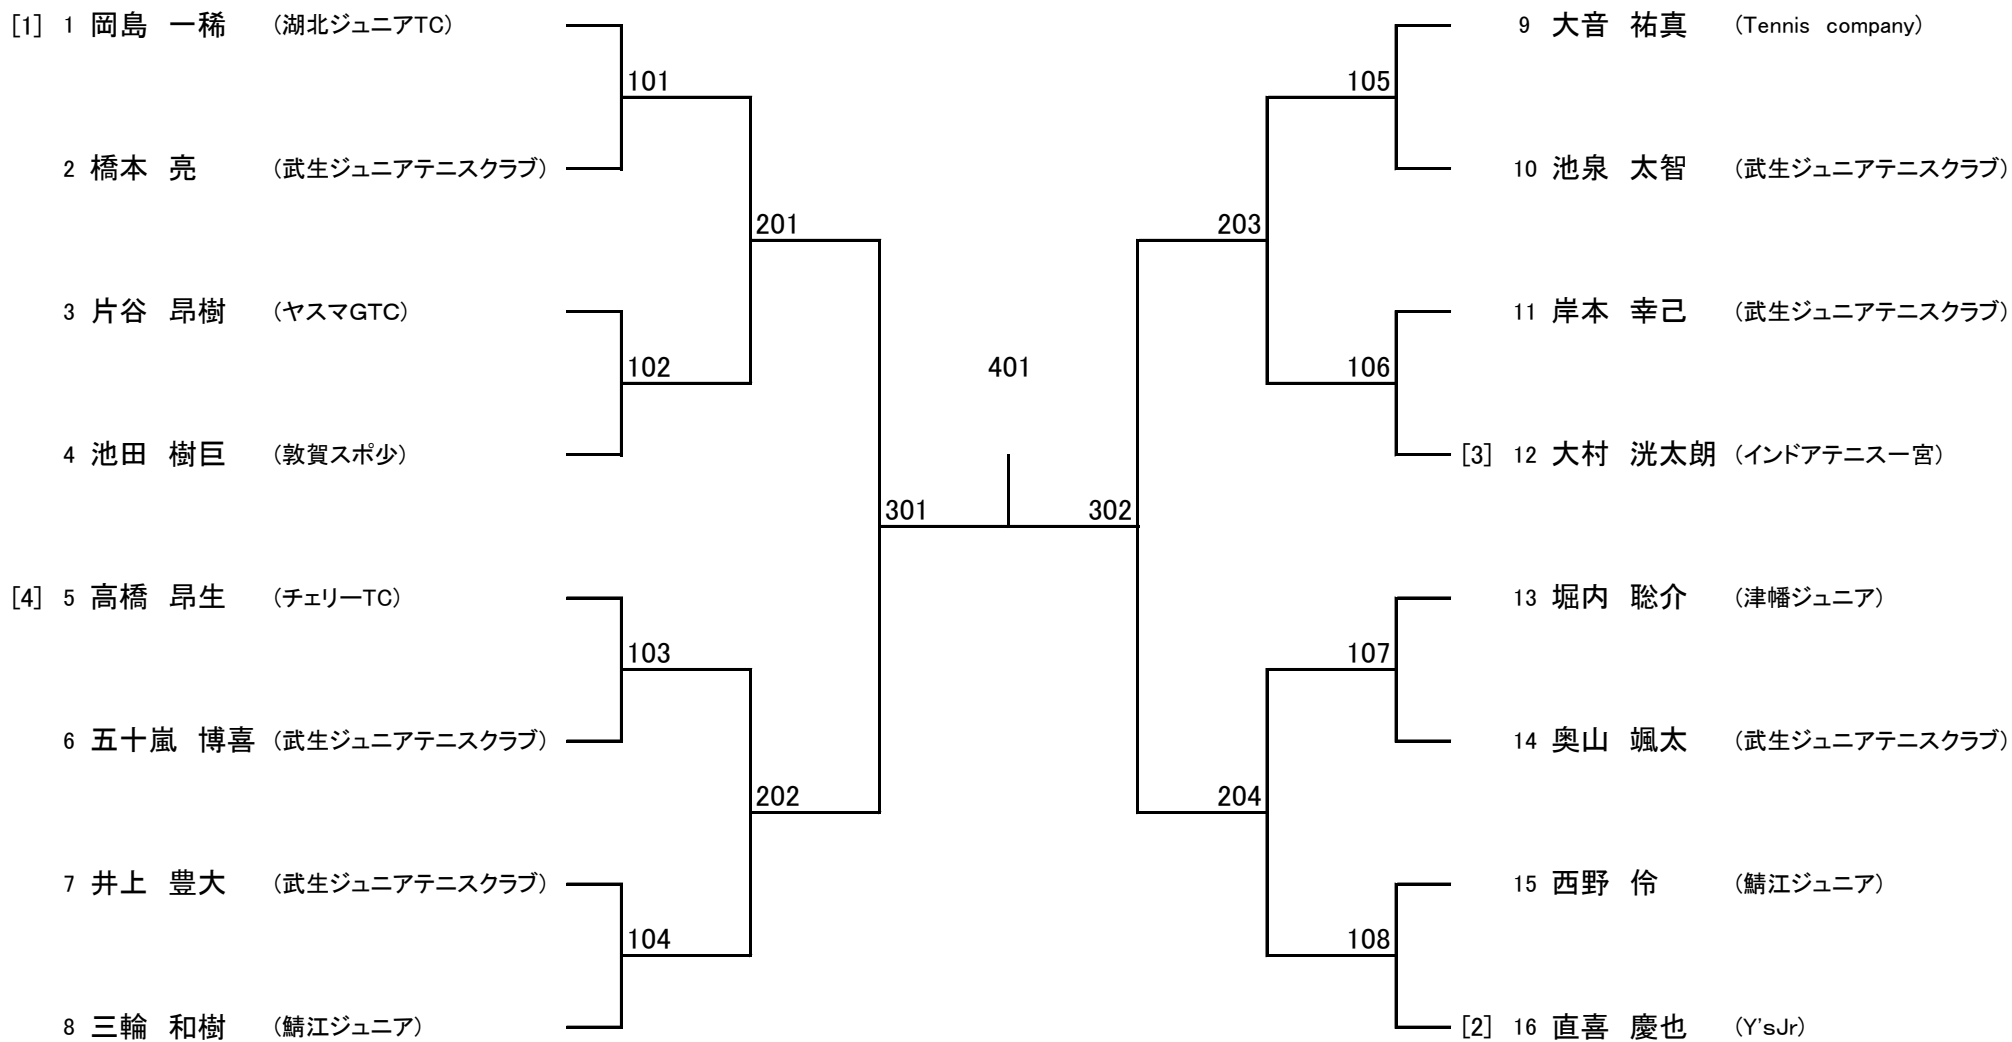 [1] 1 岡島 一稀 (湖北ジュニアTC)
101
2 橋本 亮 (武生ジュニアテニスクラブ)
201
3 片谷 昂樹 (ヤスマGTC)
102
4 池田 樹巨 (敦賀スポ少)
301
[4] 5 高橋 昂生 (チェリーTC)
103
6 五十嵐 博喜 (武生ジュニアテニスクラブ)
202
7 井上 豊大 (武生ジュニアテニスクラブ)
104
8 三輪 和樹 (鯖江ジュニア)
401
9 大音 祐真 (Tennis company)
105
10 池泉 太智 (武生ジュニアテニスクラブ)
203
11 岸本 幸己 (武生ジュニアテニスクラブ)
106
[3] 12 大村 洸太朗 (インドアテニス一宮)
302
13 堀内 聡介 (津幡ジュニア)
107
14 奥山 颯太 (武生ジュニアテニスクラブ)
204
15 西野 伶 (鯖江ジュニア)
108
[2] 16 直喜 慶也 (Y'sJr)